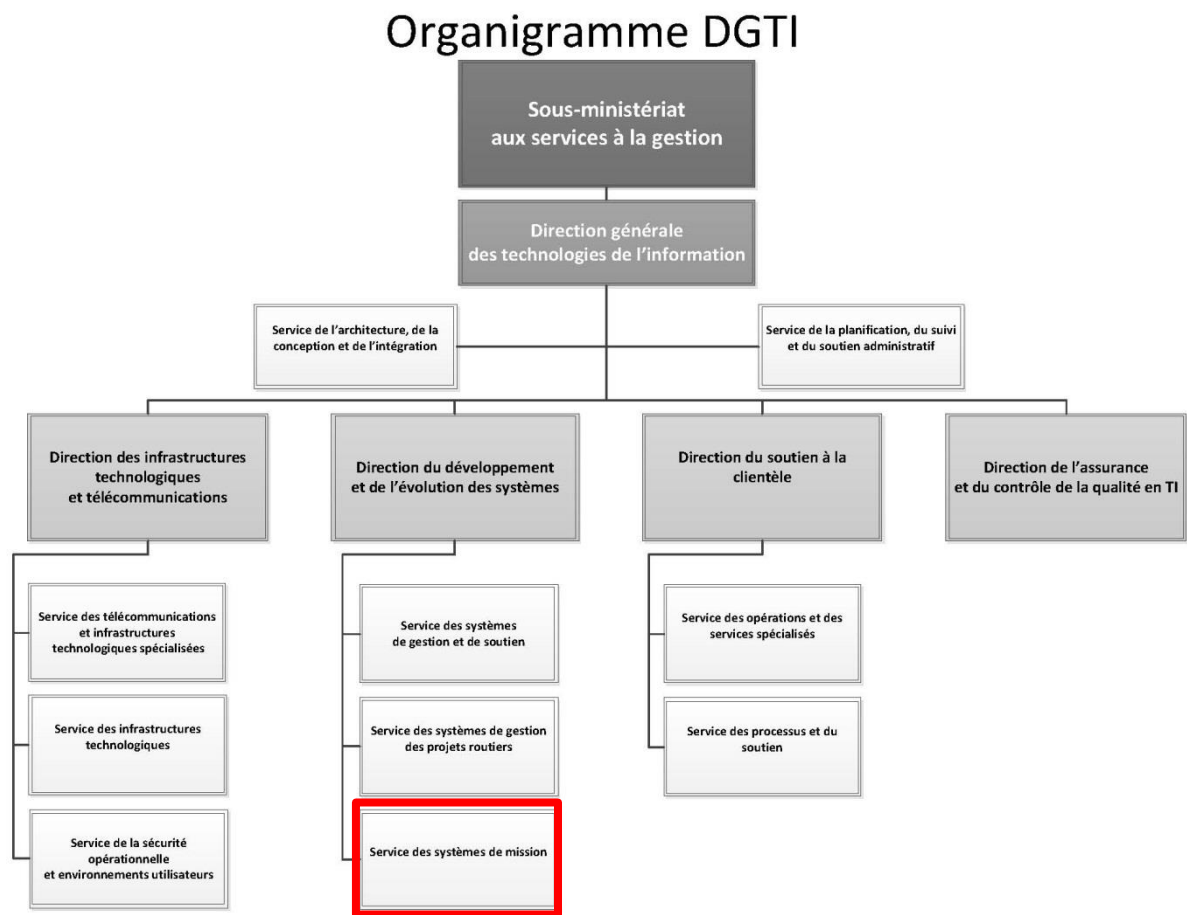 Organigramme DGTI
Sous-ministériat
aux services à la gestion
Direction générale
des technologies de l'information
Service de l'architecture, de la
conception et de l'intégration
Service de la planification, du suivi
et du soutien administratif
Direction des infrastructures
technologiques
et télécommunications
Direction du développement
et de l'évolution des systèmes
Direction du soutien à la
clientèle
Direction de l'assurance
et du contrôle de la qualité en TI
Service des télécommunications
et infrastructures
technologiques spécialisées
Service des systèmes
de gestion et de soutien
Service des opérations et des
services spécialisés
Service des infrastructures
technologiques
Service des systèmes de gestion
des projets routiers
Service des processus et du
soutien
Service de la sécurité
opérationnelle
et environnements utilisateurs
Service des systèmes de mission